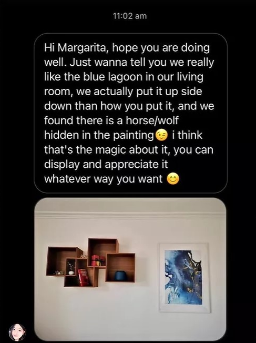 11:02 am
Hi Margarita, hope you are doing
well. Just wanna tell you we really
like the blue lagoon in our living
room, we actually put it up side
down than how you put it, and we
found there is a horse/wolf
hidden in the painting😉 i think
that's the magic about it, you can
display and appreciate it
whatever way you want 😊